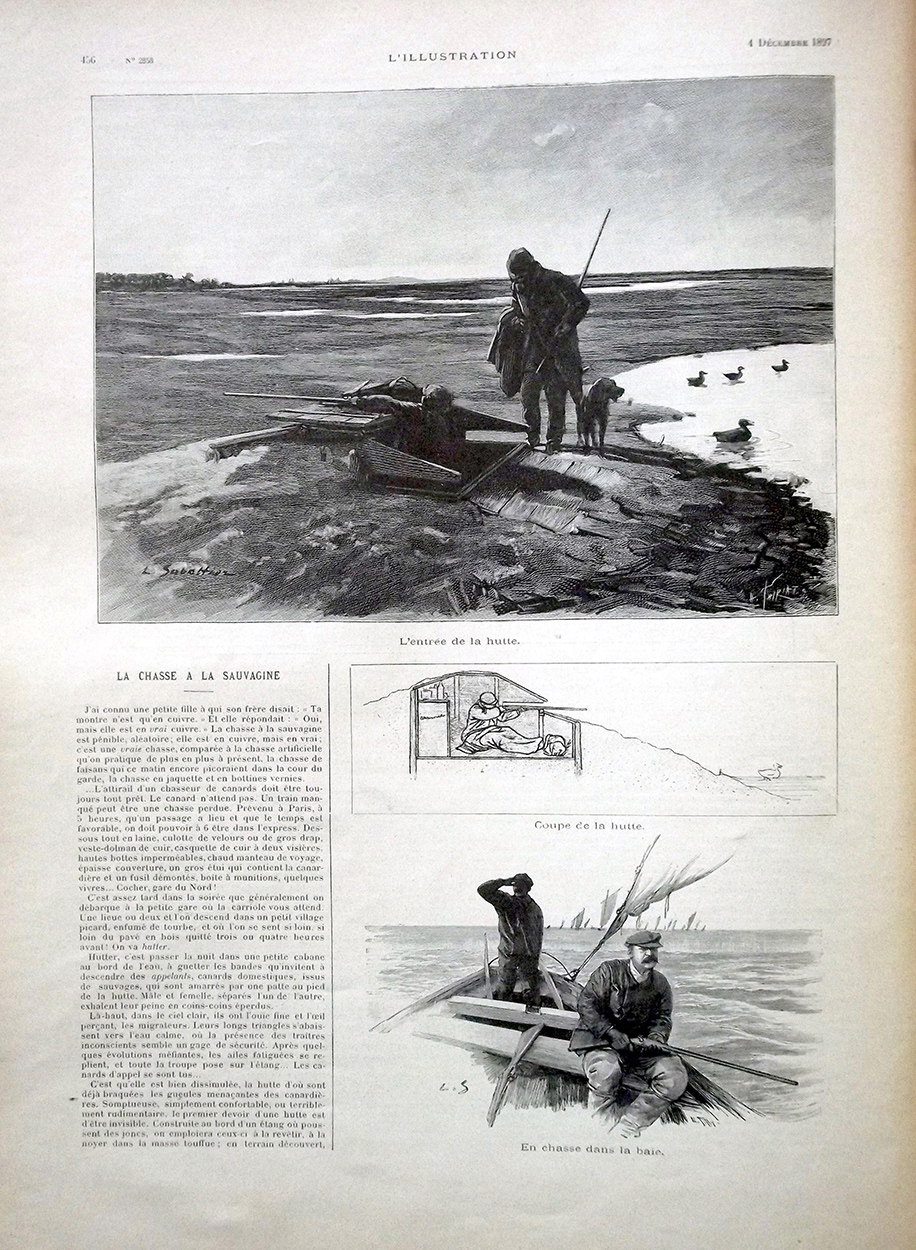 456 N° 2858 L'ILLUSTRATION 4 DÉCEMBRE 1897
L. Sabattier
L'entrée de la hutte.
LA CHASSE A LA SAUVAGINE
J'ai connu une petite fille à qui son frère disait : « Ta
montre n'est qu'en cuivre. » Et elle répondait : « Oui,
mais elle est en vrai cuivre. » La chasse à la sauvagine
est pénible, aléatoire; elle est en cuivre, mais en vrai ;
c'est une vraie chasse, comparée à la chasse artificielle
qu'on pratique de plus en plus à présent, la chasse de
faisans qui ce matin encore picoraient dans la cour du
garde, la chasse en jaquette et en bottines vernies.
...L'attirail d'un chasseur de canards doit être tou-
jours tout prêt. Le canard n'attend pas. Un train man-
qué peut être une chasse perdue. Prévenu à Paris, à
5 heures, qu'un passage a lieu et que le temps est
favorable, on doit pouvoir à 6 être dans l'express. Des-
sous tout en laine, culotte de velours ou de gros drap,
veste-dolman de cuir, casquette de cuir à deux visières,
hautes bottes imperméables, chaud manteau de voyage,
épaisse couverture, un gros étui qui contient la canar-
dière et un fusil démontés, boîte à munitions, quelques
vivres... Cocher, gare du Nord !
C'est assez tard dans la soirée que généralement on
débarque à la petite gare où la carriole vous attend.
Une lieue ou deux et l'on descend dans un petit village
picard, enfumé de tourbe, et où l'on se sent si loin, si
loin du pavé en bois quitté trois ou quatre heures
avant! On va hutter.
Hutter, c'est passer la nuit dans une petite cabane
au bord de l'eau, à guetter les bandes qu'invitent à
descendre des appelants, canards domestiques, issus
de sauvages, qui sont amarrés par une patte au pied
de la hutte. Mâle et femelle, séparés l'un de l'autre,
exhalent leur peine en coins-coins éperdus.
Là-haut, dans le ciel clair, ils ont l'ouïe fine et l'œil
perçant, les migrateurs. Leurs longs triangles s'abais-
sent vers l'eau calme, où la présence des traîtres
inconscients semble un gage de sécurité. Après quel-
ques évolutions méfiantes, les ailes fatiguées se re-
plient, et toute la troupe pose sur l'étang... Les ca-
nards d'appel se sont tus...
C'est qu'elle est bien dissimulée, la hutte d'où sont
déjà braquées les gueules menaçantes des canardiè-
res. Somptueuse, simplement confortable, ou terrible-
ment rudimentaire, le premier devoir d'une hutte est
d'être invisible. Construite au bord d'un étang où pous-
sent des joncs, on emploiera ceux-ci à la revêtir, à la
noyer dans la masse touffue ; en terrain découvert,
Coupe de la hutte.
L. S
En chasse dans la baie.